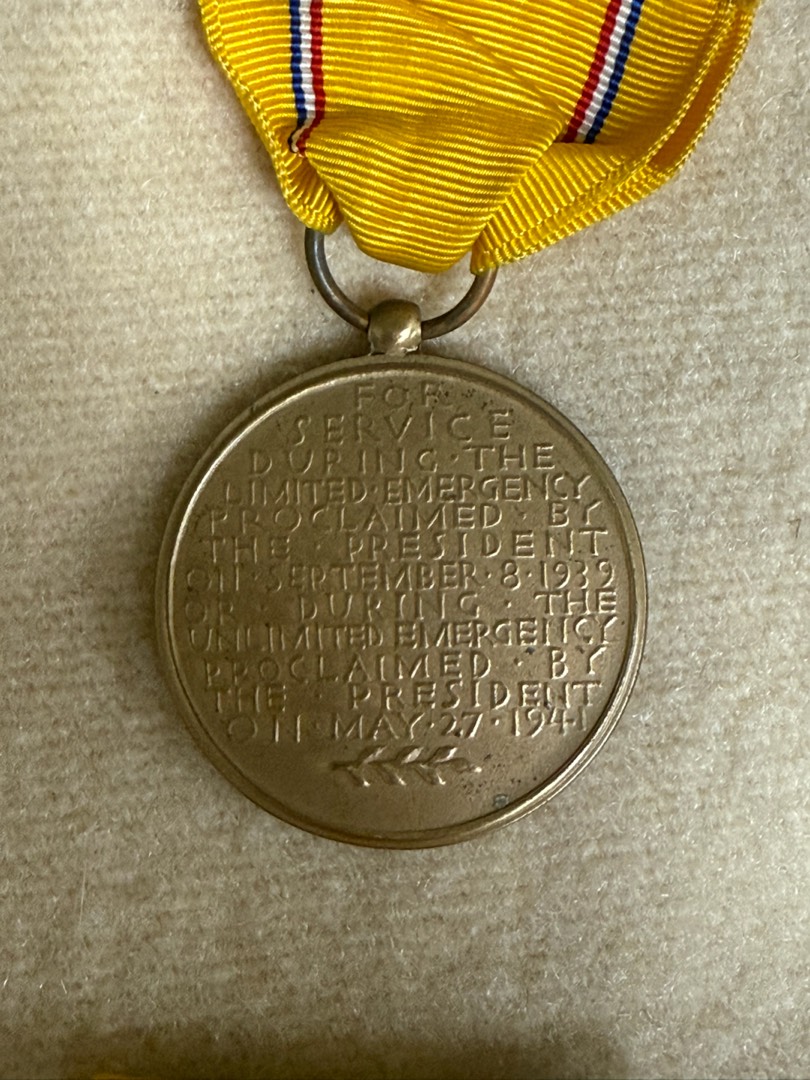 FOR
SERVICE
DURING · THE
LIMITED · EMERGENCY
PROCLAIMED · BY
THE · PRESIDENT
ON · SEPTEMBER · 8 · 1939
OR · DURING · THE
UNLIMITED EMERGENCY
PROCLAIMED · BY
THE · PRESIDENT
ON · MAY · 27 · 1941